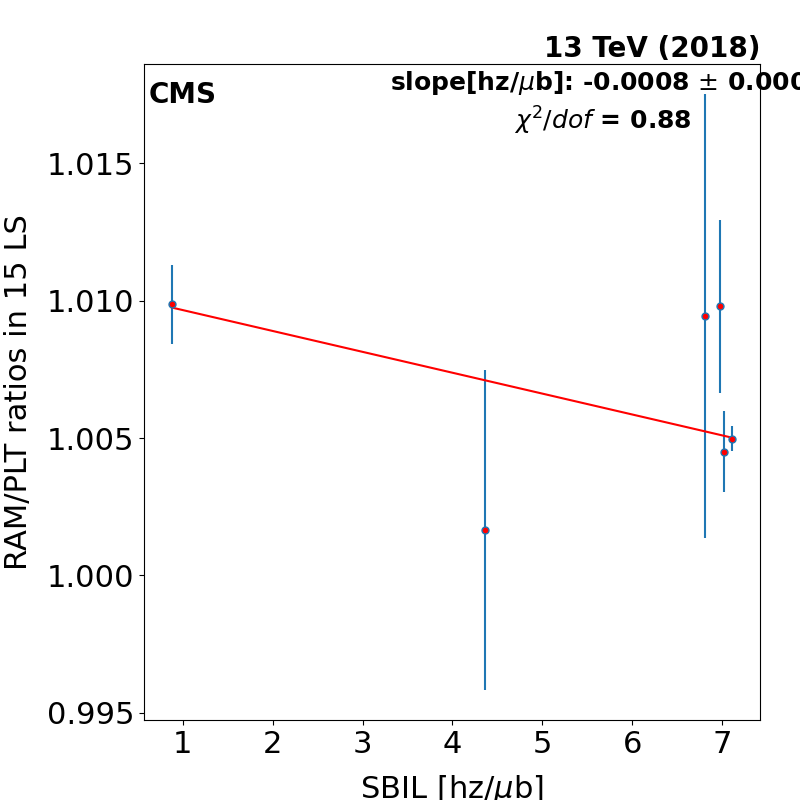 13 TeV (2018)
CMS
slope[hz/μb]: -0.0008 ± 0.000
χ²/dof = 0.88
RAM/PLT ratios in 15 LS
1.015
1.010
1.005
1.000
0.995
1 2 3 4 5 6 7
SBIL [hz/μb]